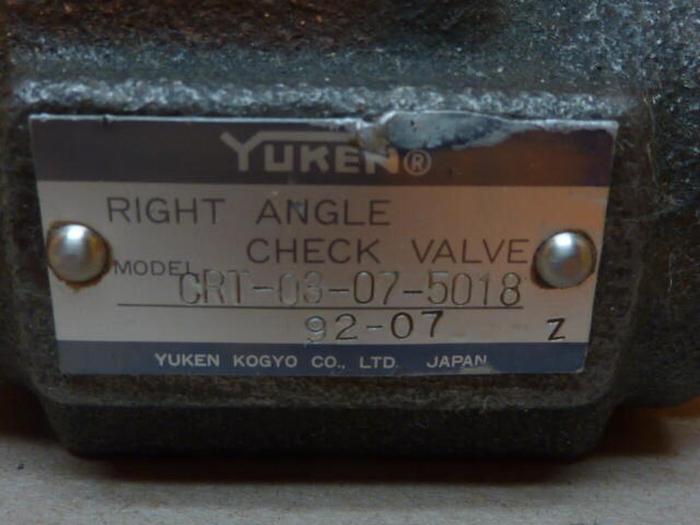 YUKEN®
RIGHT ANGLE
CHECK VALVE
MODEL CRT-03-07-5018
92-07 Z
YUKEN KOGYO CO., LTD. JAPAN